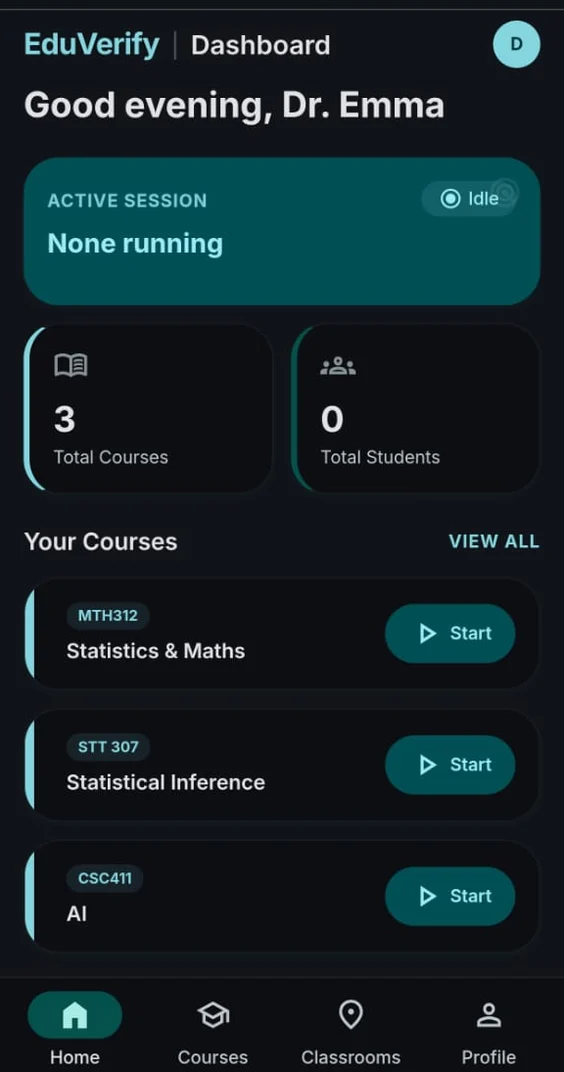 EduVerify | Dashboard
D
Good evening, Dr. Emma
ACTIVE SESSION
Idle
None running
3
Total Courses
0
Total Students
Your Courses
VIEW ALL
MTH312
Statistics & Maths
Start
STT 307
Statistical Inference
Start
CSC411
AI
Start
Home
Courses
Classrooms
Profile